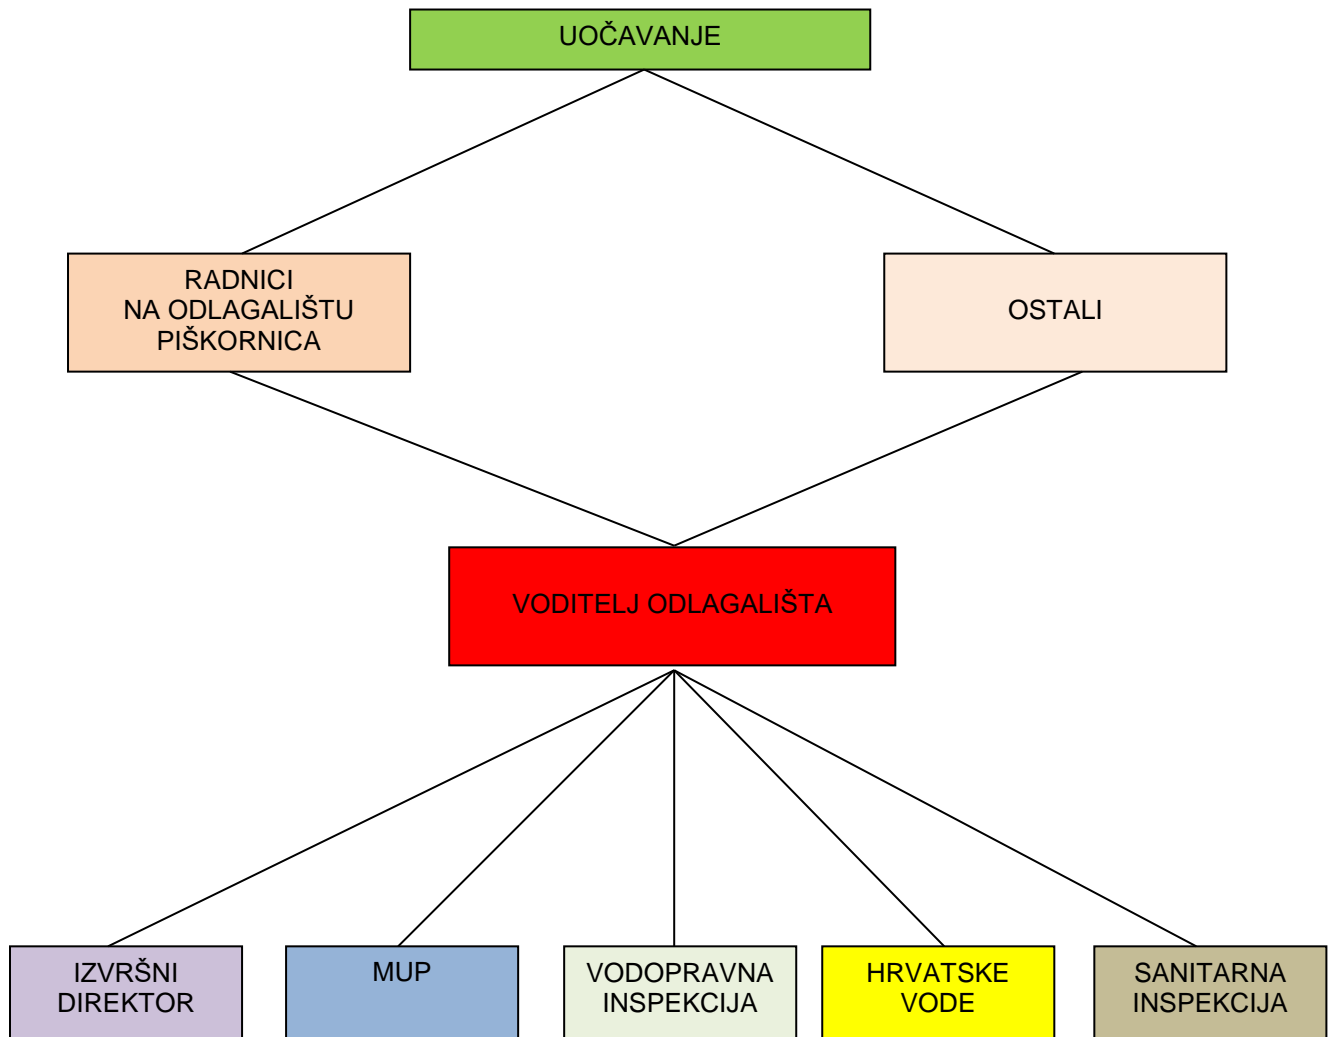 UOČAVANJE
RADNICI
NA ODLAGALIŠTU
PIŠKORNICA
OSTALI
VODITELJ ODLAGALIŠTA
IZVRŠNI
DIREKTOR
MUP
VODOPRAVNA
INSPEKCIJA
HRVATSKE
VODE
SANITARNA
INSPEKCIJA